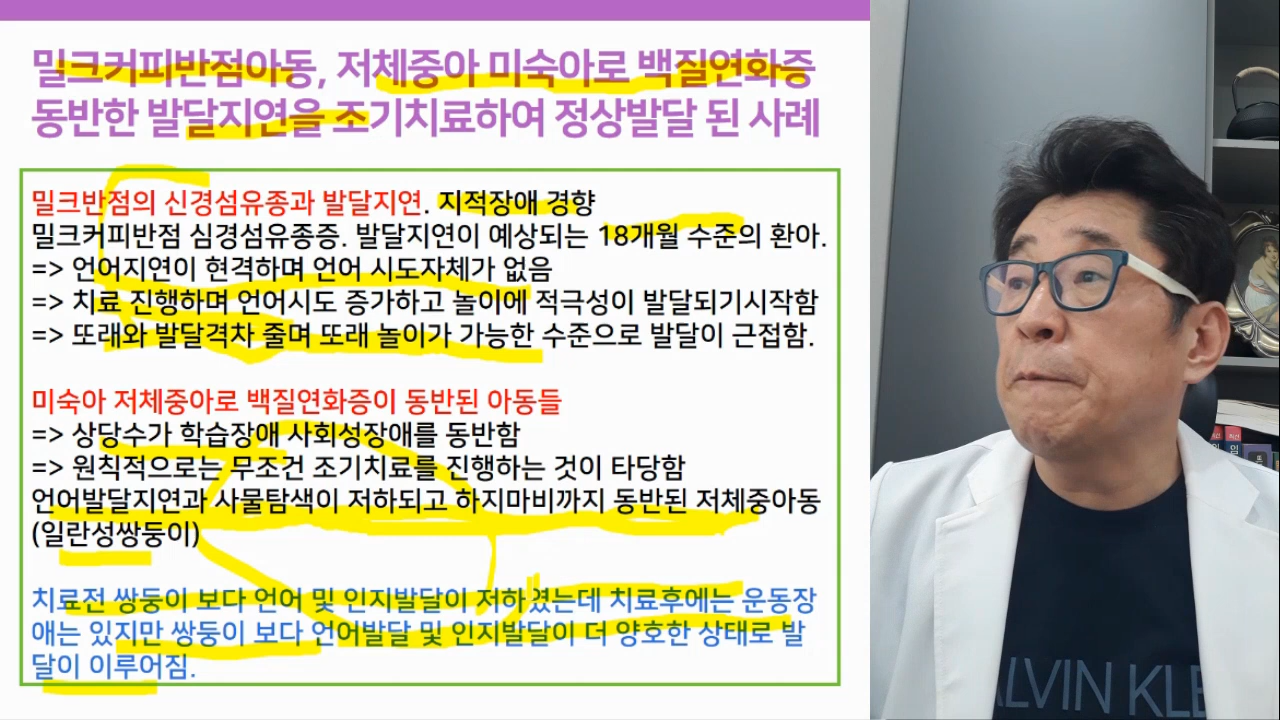 밀크커피반점아동, 저체중아 미숙아로 백질연화증
동반한 발달지연을 조기치료하여 정상발달 된 사례
밀크반점의 신경섬유종과 발달지연. 지적장애 경향
밀크커피반점 심경섬유종증. 발달지연이 예상되는 18개월 수준의 환아.
=> 언어지연이 현격하며 언어 시도자체가 없음
=> 치료 진행하며 언어시도 증가하고 놀이에 적극성이 발달되기시작함
=> 또래와 발달격차 줄며 또래 놀이가 가능한 수준으로 발달이 근접함.
미숙아 저체중아로 백질연화증이 동반된 아동들
=> 상당수가 학습장애 사회성장애를 동반함
=> 원칙적으로는 무조건 조기치료를 진행하는 것이 타당함
언어발달지연과 사물탐색이 저하되고 하지마비까지 동반된 저체중아동
(일란성쌍둥이)
치료전 쌍둥이 보다 언어 및 인지발달이 저하였는데 치료후에는 운동장
애는 있지만 쌍둥이 보다 언어발달 및 인지발달이 더 양호한 상태로 발
달이 이루어짐.
ALVIN KLE